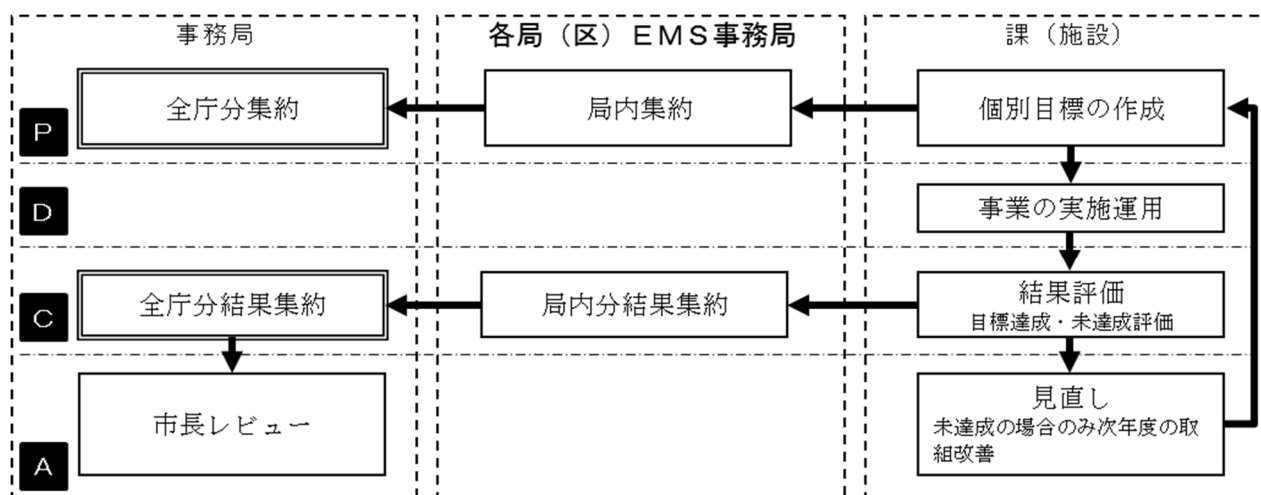 事務局
各局（区）ＥＭＳ事務局
課（施設）
P
全庁分集約
局内集約
個別目標の作成
D
事業の実施運用
C
全庁分結果集約
局内分結果集約
結果評価
目標達成・未達成評価
A
市長レビュー
見直し
未達成の場合のみ次年度の取
組改善